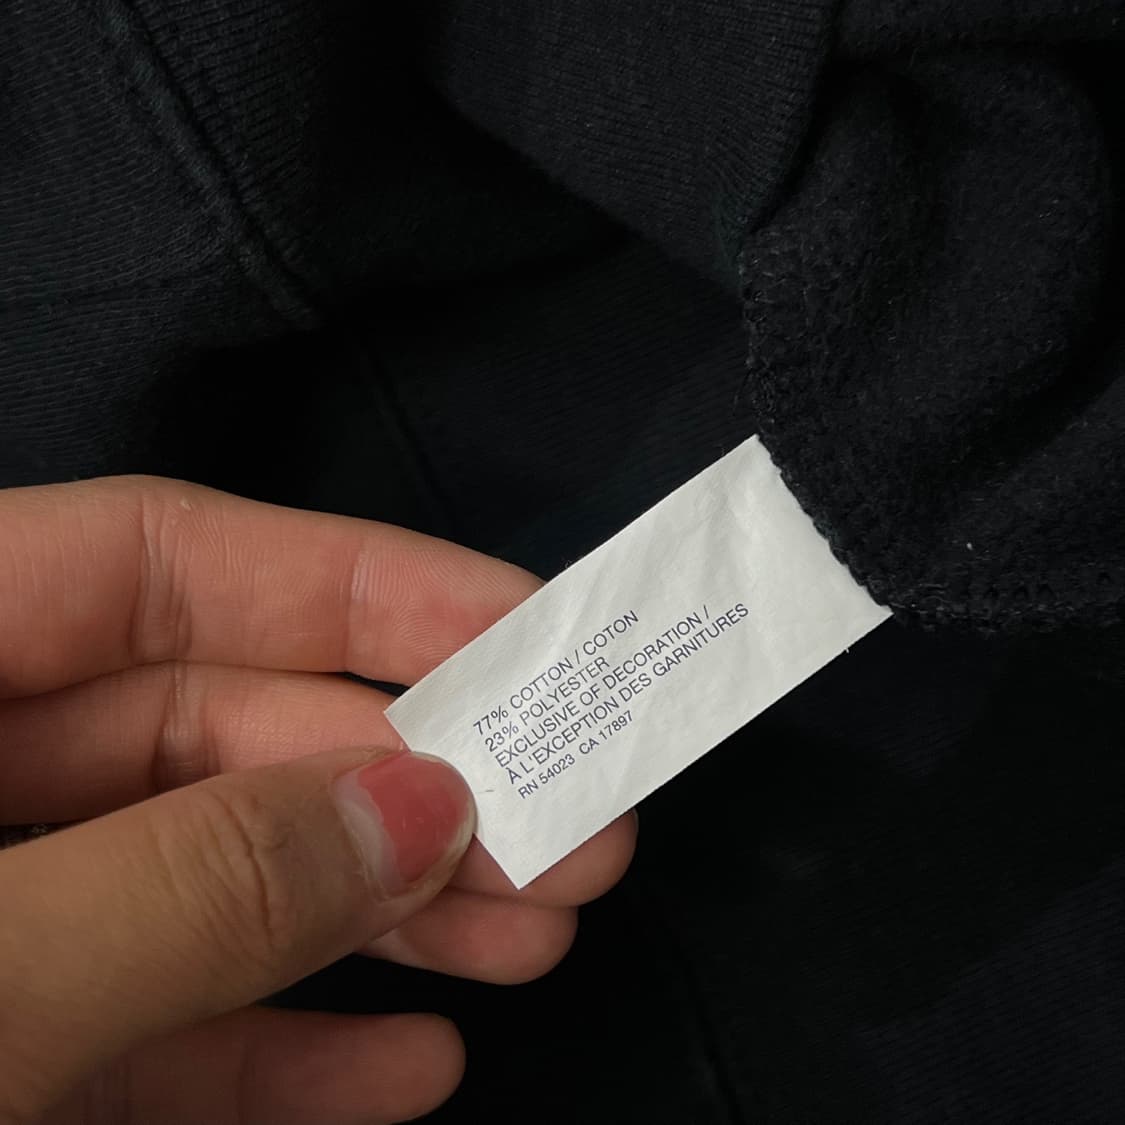 77% COTTON / COTON
23% POLYESTER
EXCLUSIVE OF DECORATION /
À L'EXCEPTION DES GARNITURES
RN 54023 CA 17897